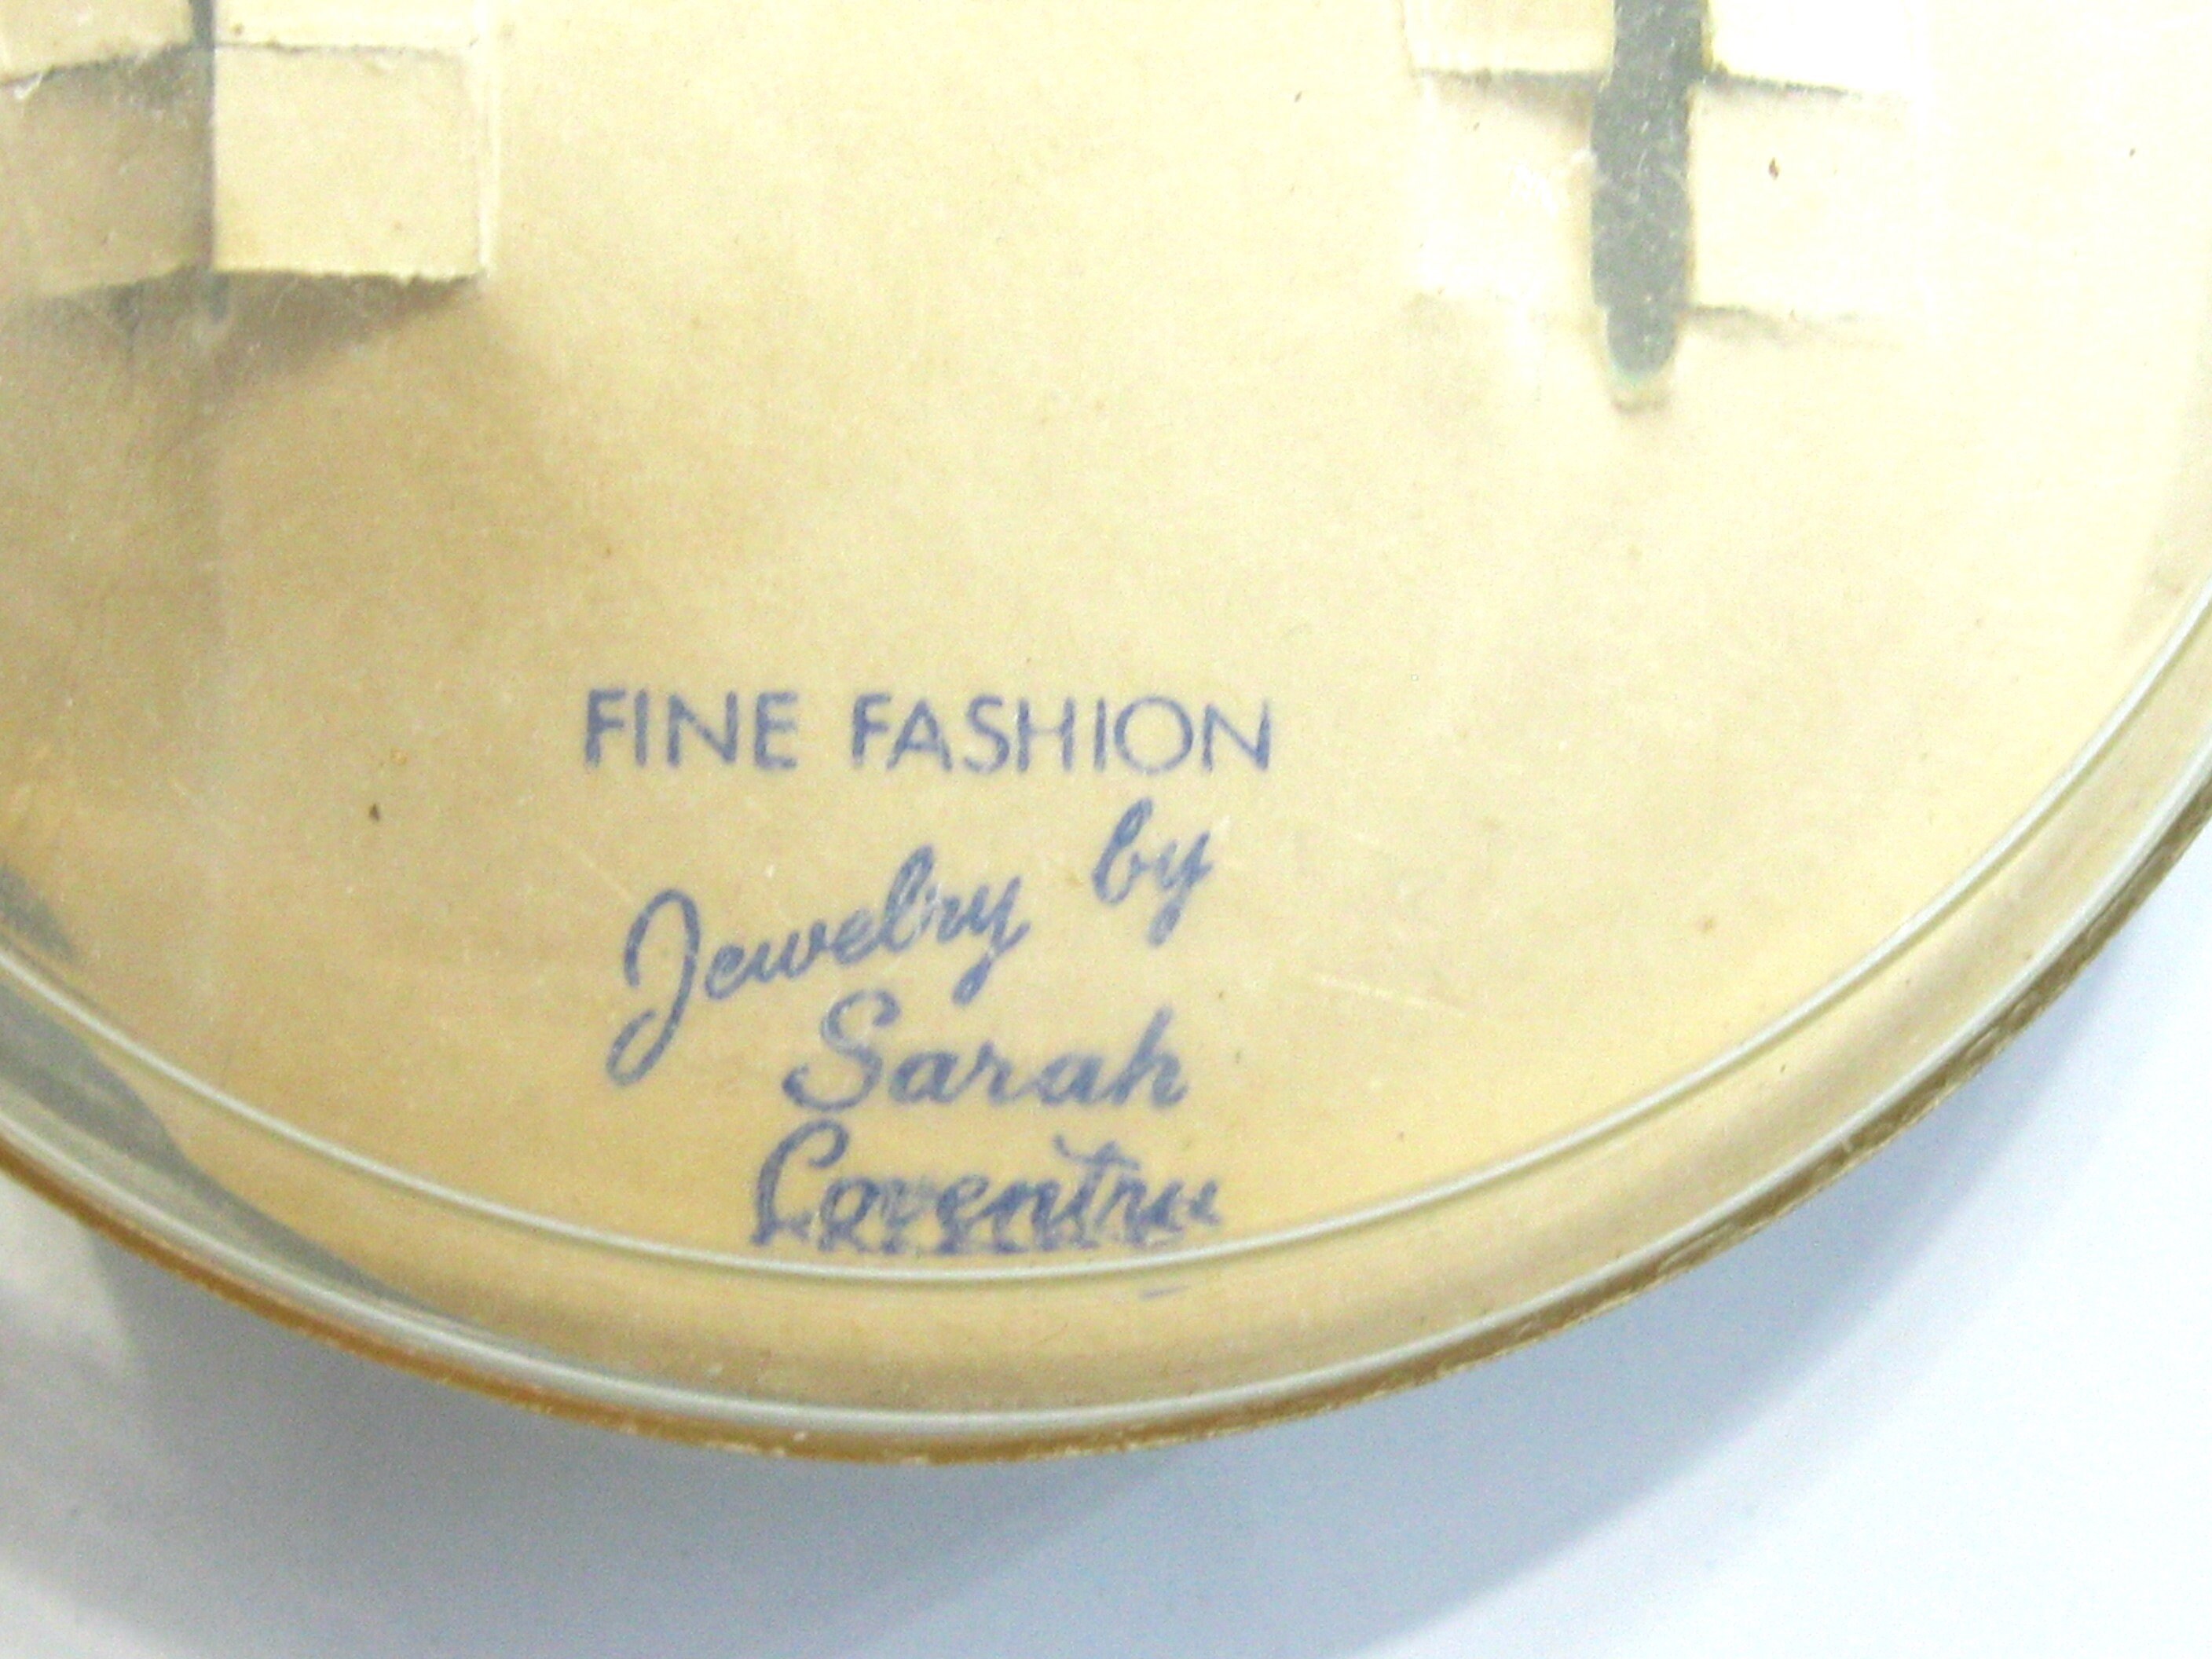 FINE FASHION
Jewelry by
Sarah
Coventry